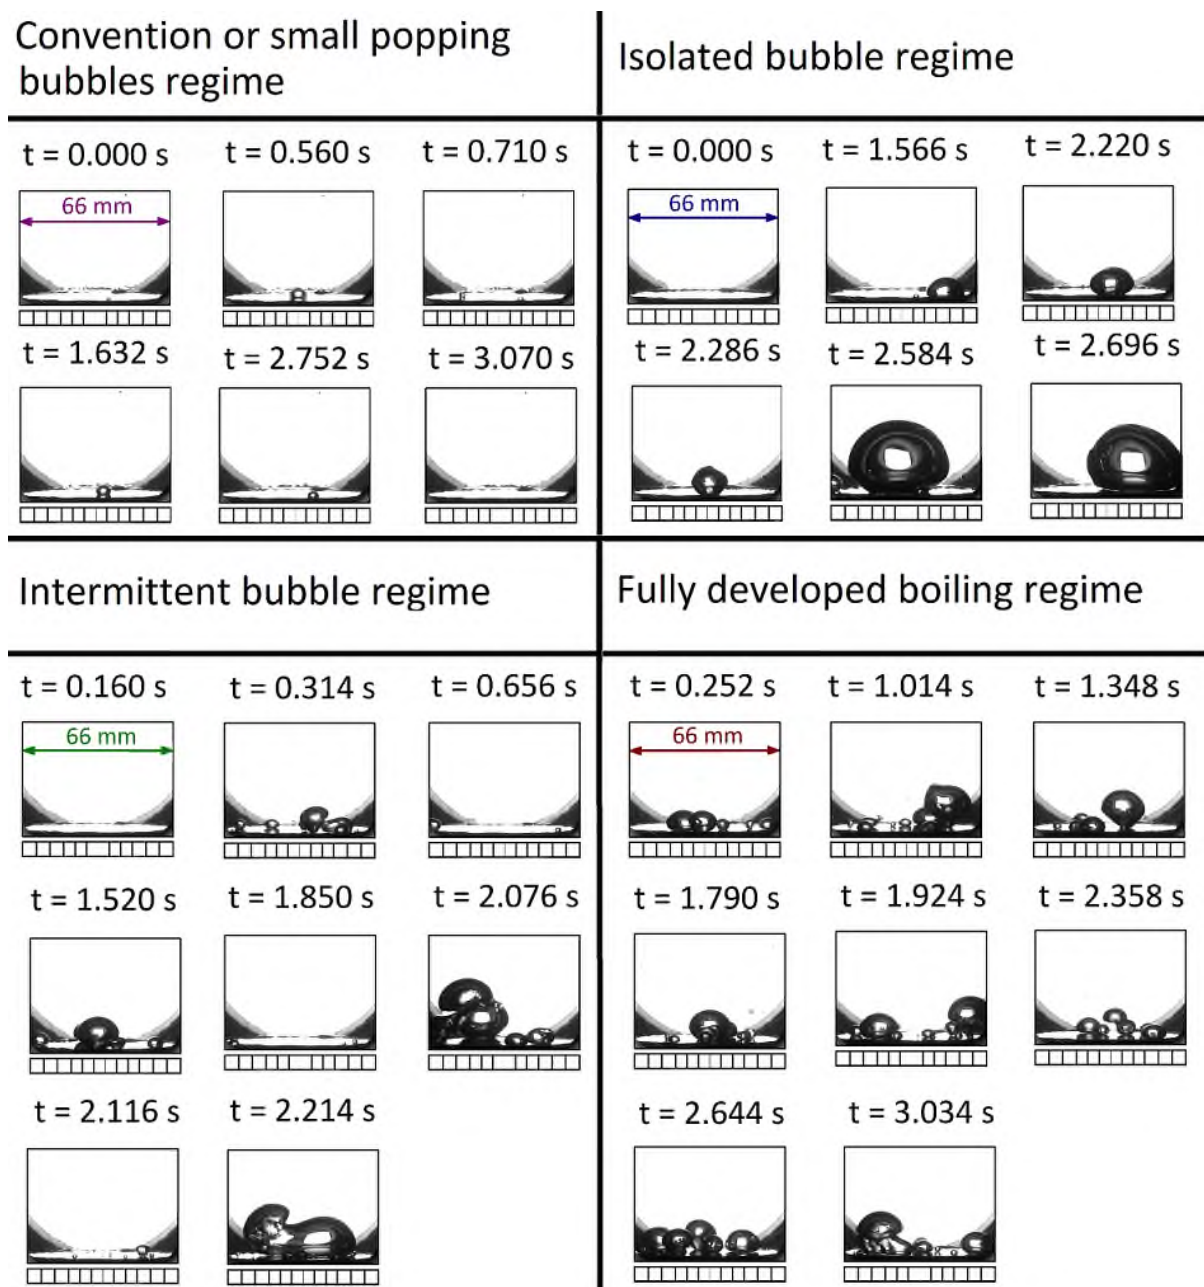 Convention or small popping
bubbles regime
Isolated bubble regime
t = 0.000 s
t = 0.560 s
t = 0.710 s
66 mm
t = 1.632 s
t = 2.752 s
t = 3.070 s
t = 0.000 s
t = 1.566 s
t = 2.220 s
66 mm
t = 2.286 s
t = 2.584 s
t = 2.696 s
Intermittent bubble regime
Fully developed boiling regime
t = 0.160 s
t = 0.314 s
t = 0.656 s
66 mm
t = 1.520 s
t = 1.850 s
t = 2.076 s
t = 2.116 s
t = 2.214 s
t = 0.252 s
t = 1.014 s
t = 1.348 s
66 mm
t = 1.790 s
t = 1.924 s
t = 2.358 s
t = 2.644 s
t = 3.034 s